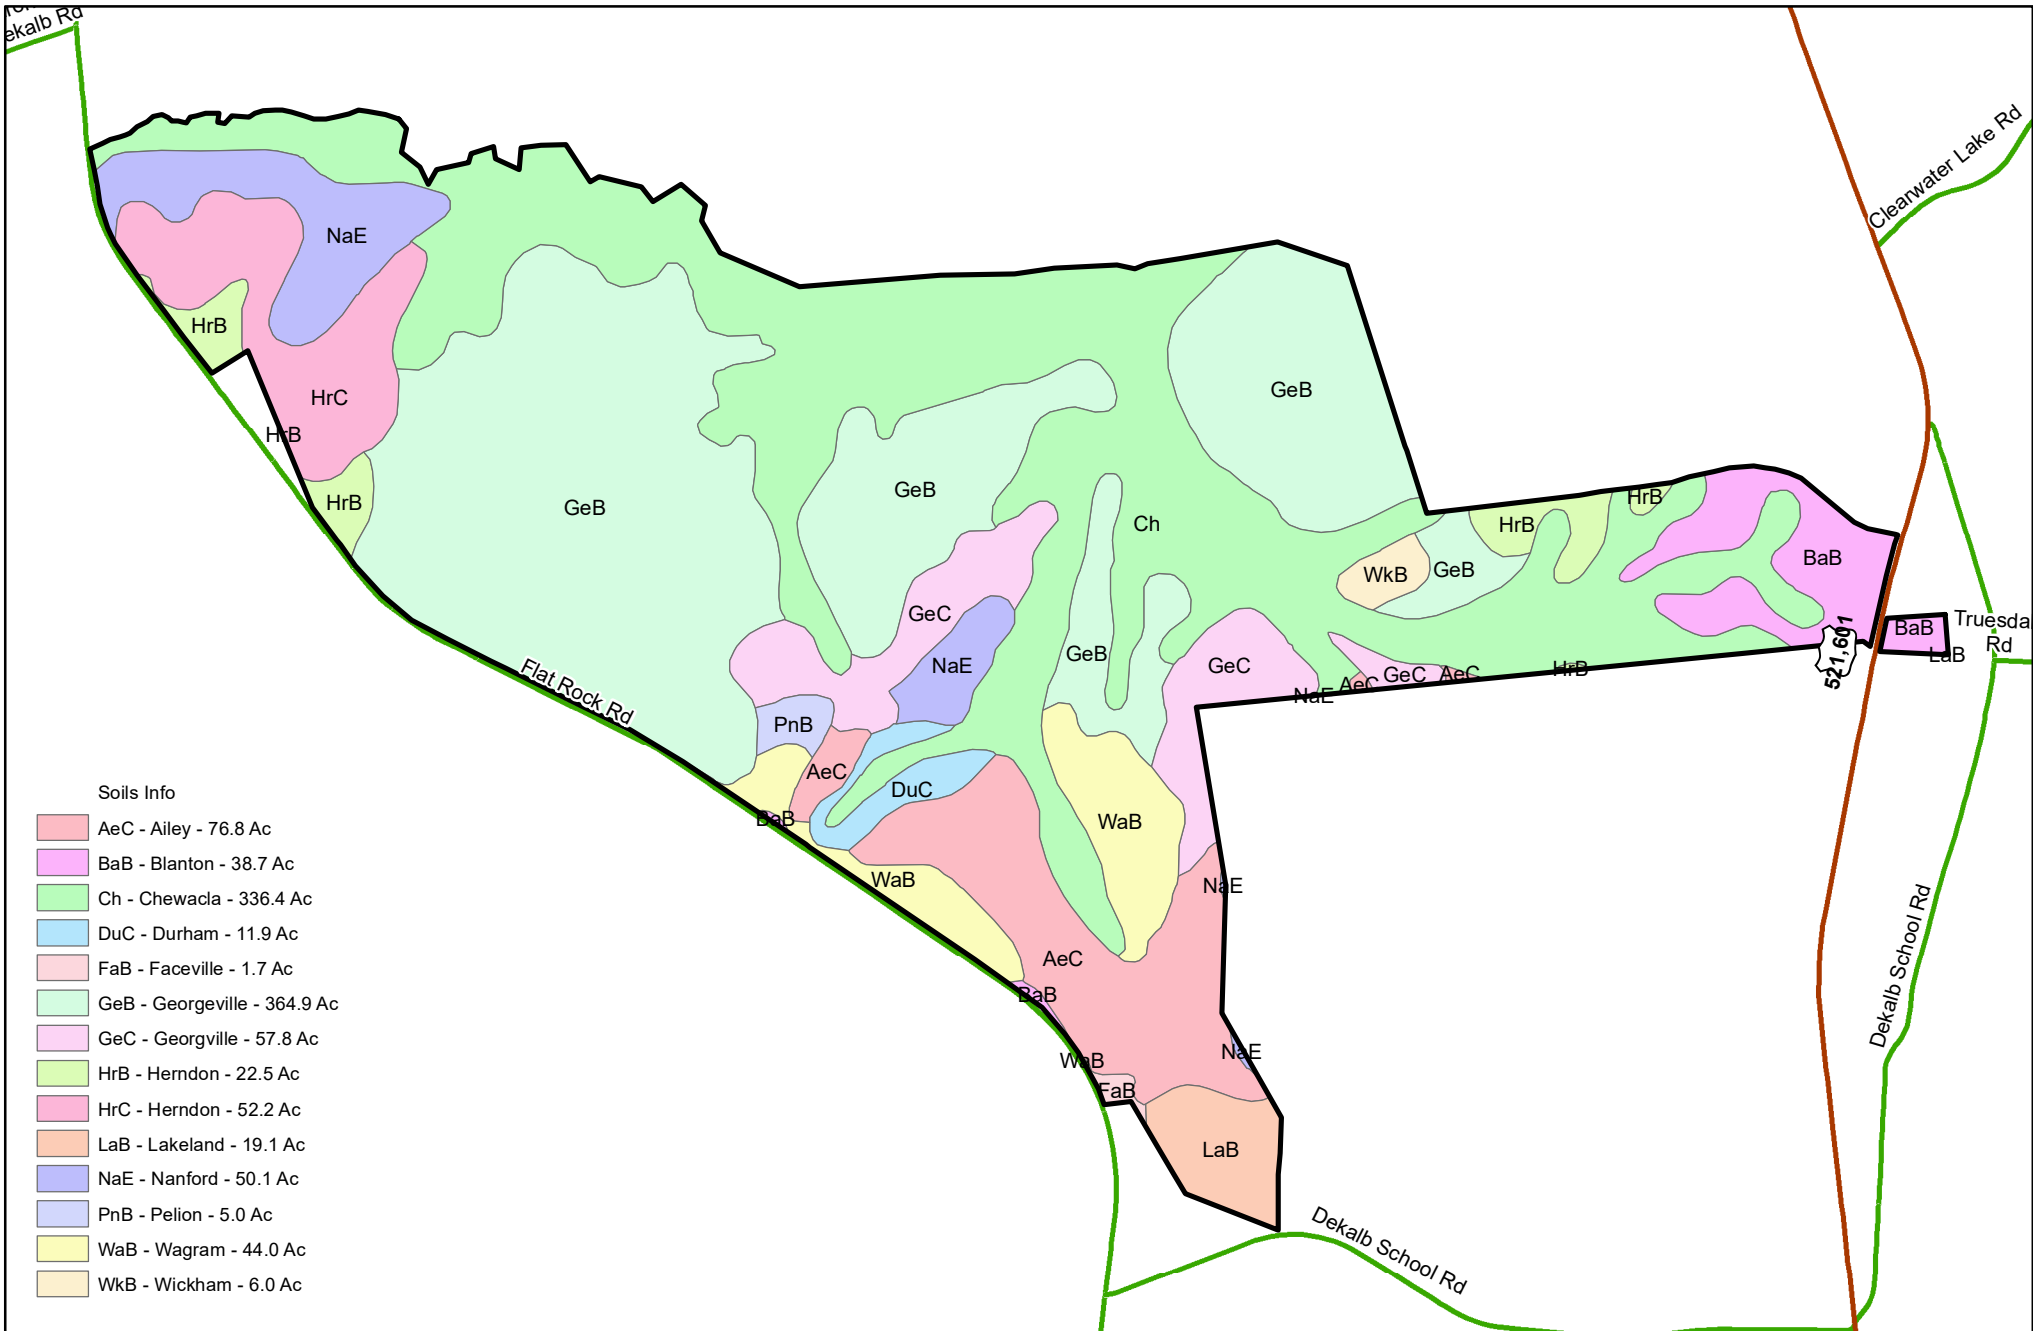 ekalb Rd
Clearwater Lake Rd
NaE
HrB
HrC
HrB
HrB
GeB
GeB
GeB
Ch
HrB
HrB
WkB
GeB
BaB
GeC
NaE
GeB
GeC
NaE
AeC
GeC
AeC
HrB
521,601
BaB
LaB
Truesda
Rd
Flat Rock Rd
PnB
AeC
DuC
BaB
WaB
WaB
NaE
AeC
BaB
WaB
FaB
NaE
LaB
Dekalb School Rd
Dekalb School Rd
Soils Info
AeC - Ailey - 76.8 Ac
BaB - Blanton - 38.7 Ac
Ch - Chewacla - 336.4 Ac
DuC - Durham - 11.9 Ac
FaB - Faceville - 1.7 Ac
GeB - Georgeville - 364.9 Ac
GeC - Georgville - 57.8 Ac
HrB - Herndon - 22.5 Ac
HrC - Herndon - 52.2 Ac
LaB - Lakeland - 19.1 Ac
NaE - Nanford - 50.1 Ac
PnB - Pelion - 5.0 Ac
WaB - Wagram - 44.0 Ac
WkB - Wickham - 6.0 Ac